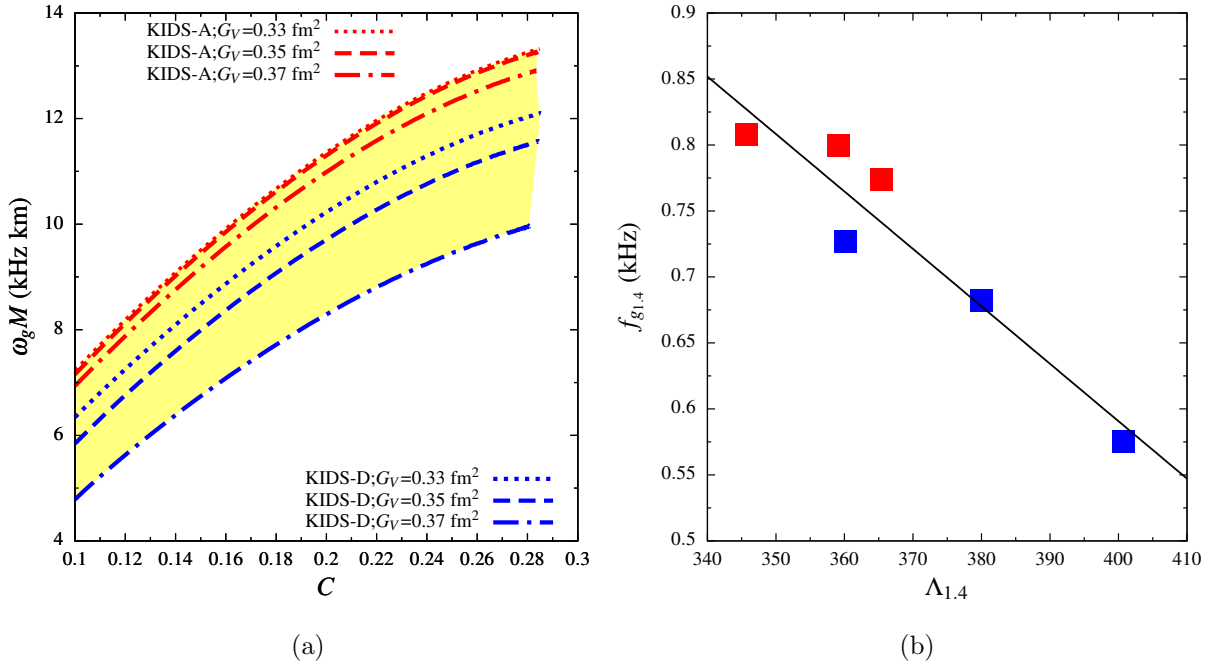 KIDS-A;G_V=0.33 fm²
KIDS-A;G_V=0.35 fm²
KIDS-A;G_V=0.37 fm²
KIDS-D;G_V=0.33 fm²
KIDS-D;G_V=0.35 fm²
KIDS-D;G_V=0.37 fm²
14
13
12
10
8
6
4
ω_gM (kHz km)
0.1 0.12 0.14 0.16 0.18 0.2 0.22 0.24 0.26 0.28 0.3
C
(a)
0.9
0.85
0.8
0.75
0.7
0.65
0.6
0.55
0.5
f_{g_{1.4}} (kHz)
340 350 360 370 380 390 400 410
Λ_{1.4}
(b)